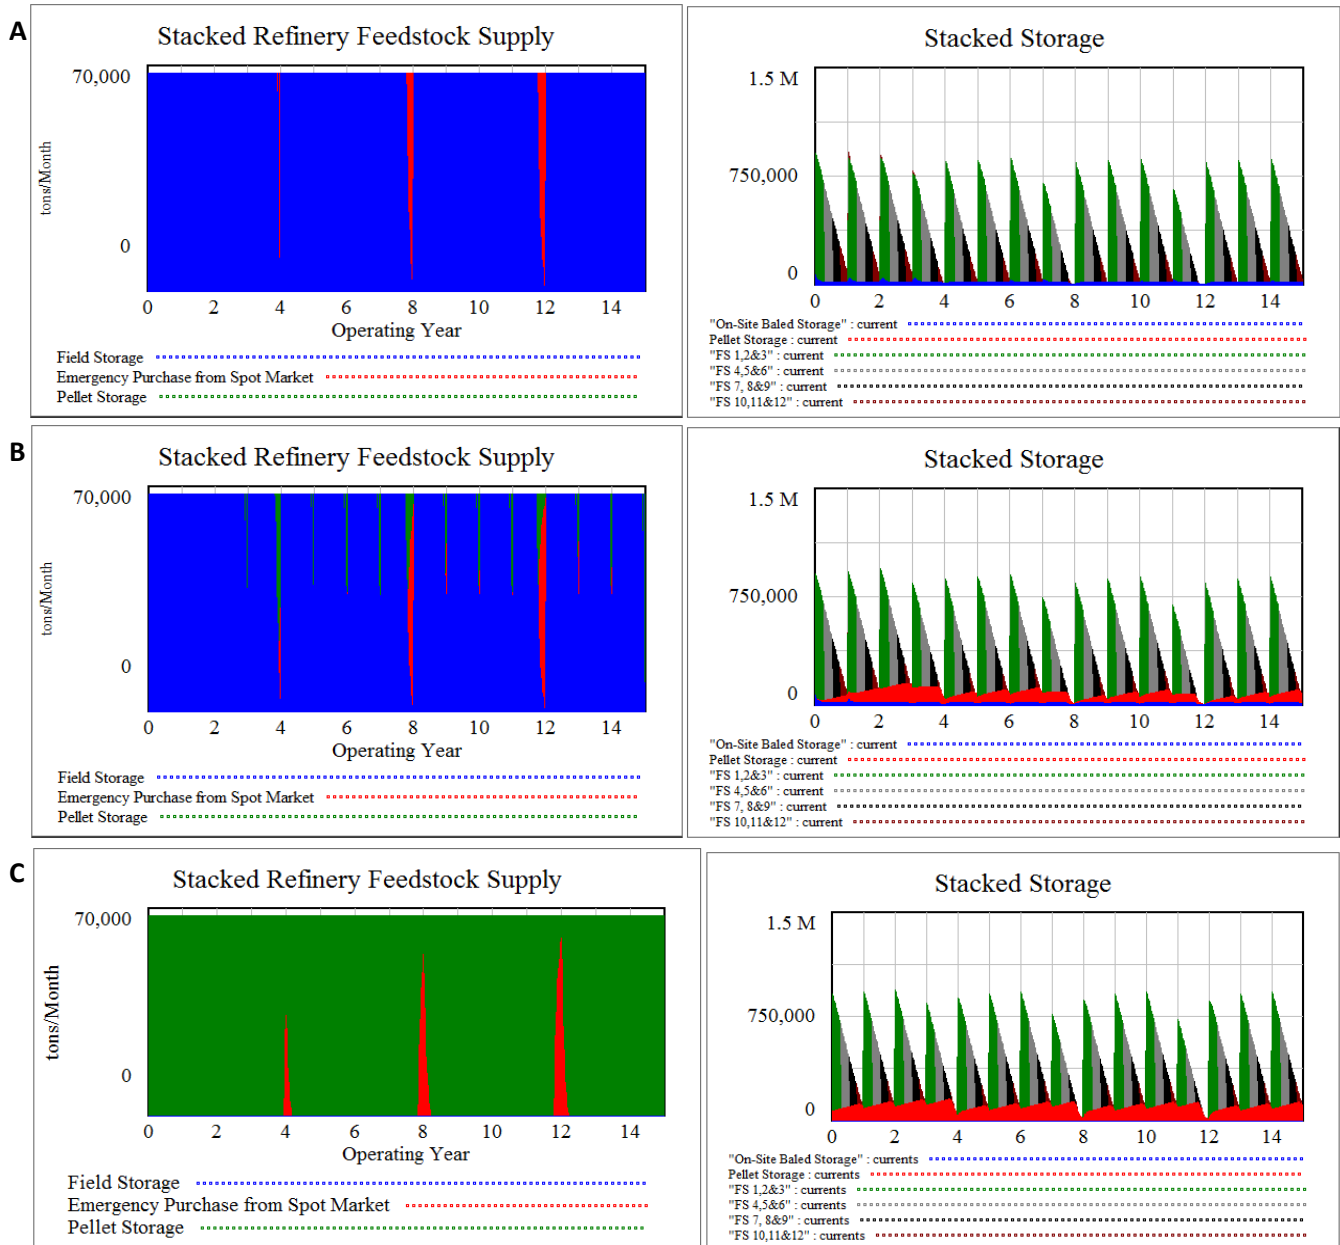 A
Stacked Refinery Feedstock Supply
70,000
tons/Month
0
0 2 4 6 8 10 12 14
Operating Year
Field Storage
Emergency Purchase from Spot Market
Pellet Storage
Stacked Storage
1.5 M
750,000
0
0 2 4 6 8 10 12 14
"On-Site Baled Storage" : current
Pellet Storage : current
"FS 1,2&3" : current
"FS 4,5&6" : current
"FS 7, 8&9" : current
"FS 10,11&12" : current
B
Stacked Refinery Feedstock Supply
70,000
tons/Month
0
0 2 4 6 8 10 12 14
Operating Year
Field Storage
Emergency Purchase from Spot Market
Pellet Storage
Stacked Storage
1.5 M
750,000
0
0 2 4 6 8 10 12 14
"On-Site Baled Storage" : current
Pellet Storage : current
"FS 1,2&3" : current
"FS 4,5&6" : current
"FS 7, 8&9" : current
"FS 10,11&12" : current
C
Stacked Refinery Feedstock Supply
70,000
tons/Month
0
0 2 4 6 8 10 12 14
Operating Year
Field Storage
Emergency Purchase from Spot Market
Pellet Storage
Stacked Storage
1.5 M
750,000
0
0 2 4 6 8 10 12 14
"On-Site Baled Storage" : currents
Pellet Storage : currents
"FS 1,2&3" : currents
"FS 4,5&6" : currents
"FS 7, 8&9" : currents
"FS 10,11&12" : currents